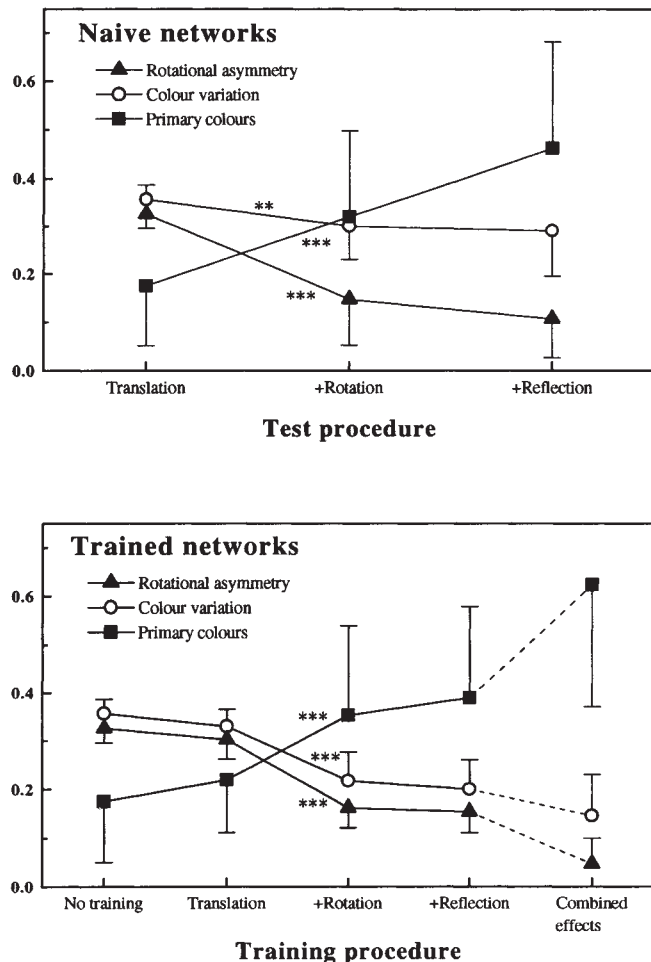 Naive networks
Rotational asymmetry
Colour variation
Primary colours
0.6
0.4
0.2
0.0
**
***
***
Translation
+Rotation
+Reflection
Test procedure
Trained networks
Rotational asymmetry
Colour variation
Primary colours
0.6
0.4
0.2
0.0
***
***
***
No training
Translation
+Rotation
+Reflection
Combined
effects
Training procedure